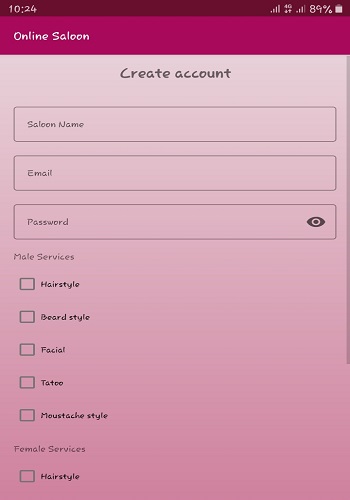 10:24
4G
89%
Online Saloon
Create account
Saloon Name
Email
Password
Male Services
Hairstyle
Beard style
Facial
Tatoo
Moustache style
Female Services
Hairstyle